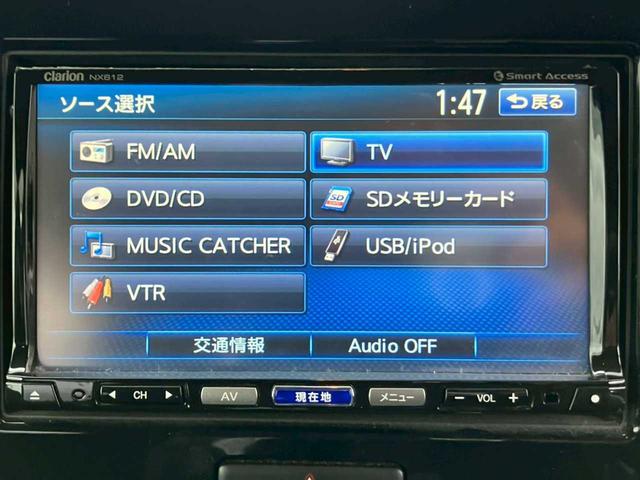 Clarion NX812
Smart Access
ソース選択
1:47
戻る
FM/AM
TV
DVD/CD
SDメモリーカード
MUSIC CATCHER
USB/iPod
VTR
交通情報
Audio OFF
CH
AV
現在地
メニュー
− VOL +